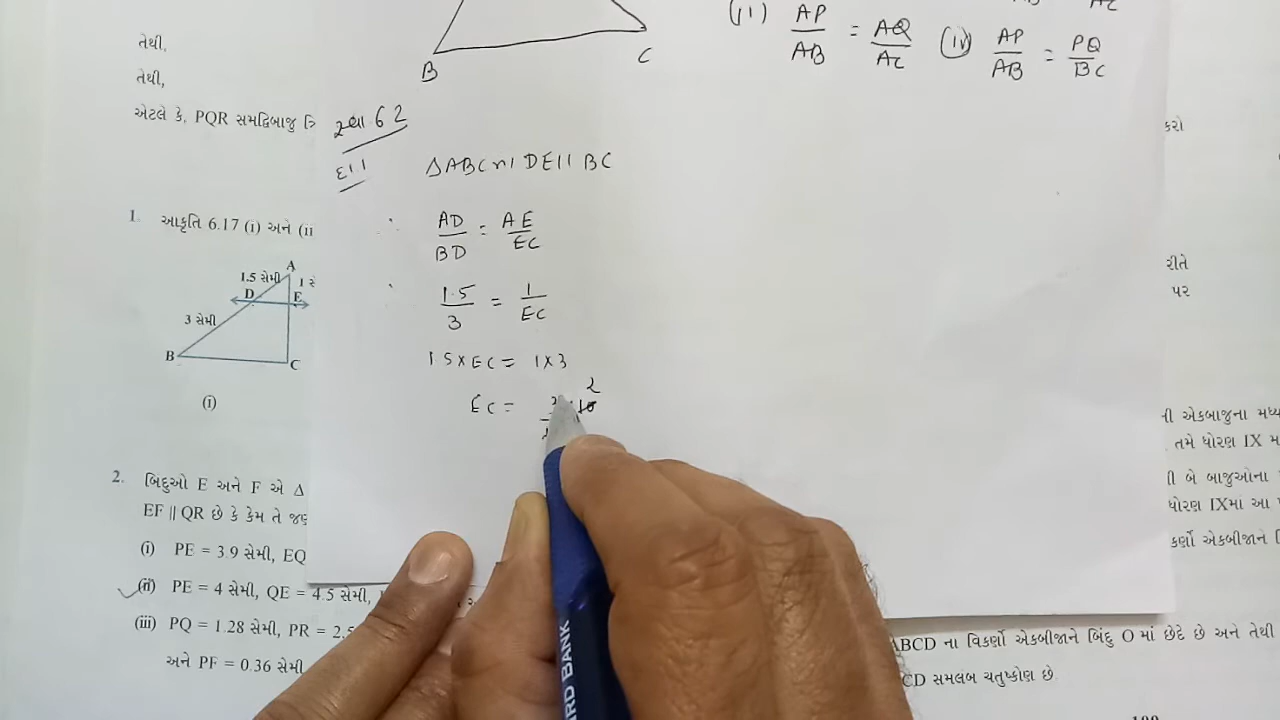 (ii) AP/AB = AQ/AC (iv) AP/AB = PQ/BC
B C
તેથી,
તેથી,
એટલે કે, PQR સમદ્વિબાજુ ત્રિ
સ્વા 6 2
ΔABC માં DE || BC
1. આકૃતિ 6.17 (i) અને (ii
∴ AD/BD = AE/EC
A
1.5 સેમી 1 સે
D E
3 સેમી
B C
(i)
∴ 1.5/3 = 1/EC
1.5 × EC = 1 × 3
EC =
2. બિંદુઓ E અને F એ Δ
EF || QR છે કે કેમ તે જણ
(i) PE = 3.9 સેમી, EQ
(ii) PE = 4 સેમી, QE = 4.5 સેમી,
(iii) PQ = 1.28 સેમી, PR = 2.5
અને PF = 0.36 સેમી
કરો
રીતે
પર
ની એકબાજુના મધ્ય
તમે ધોરણ IX મ
ી બે બાજુઓના
ધોરણ IXમાં આ
કર્ણો એકબીજાને
ABCD ના વિકર્ણો એકબીજાને બિંદુ O માં છેદે છે અને તેથી
CD સમલંબ ચતુષ્કોણ છે.
RD BANK